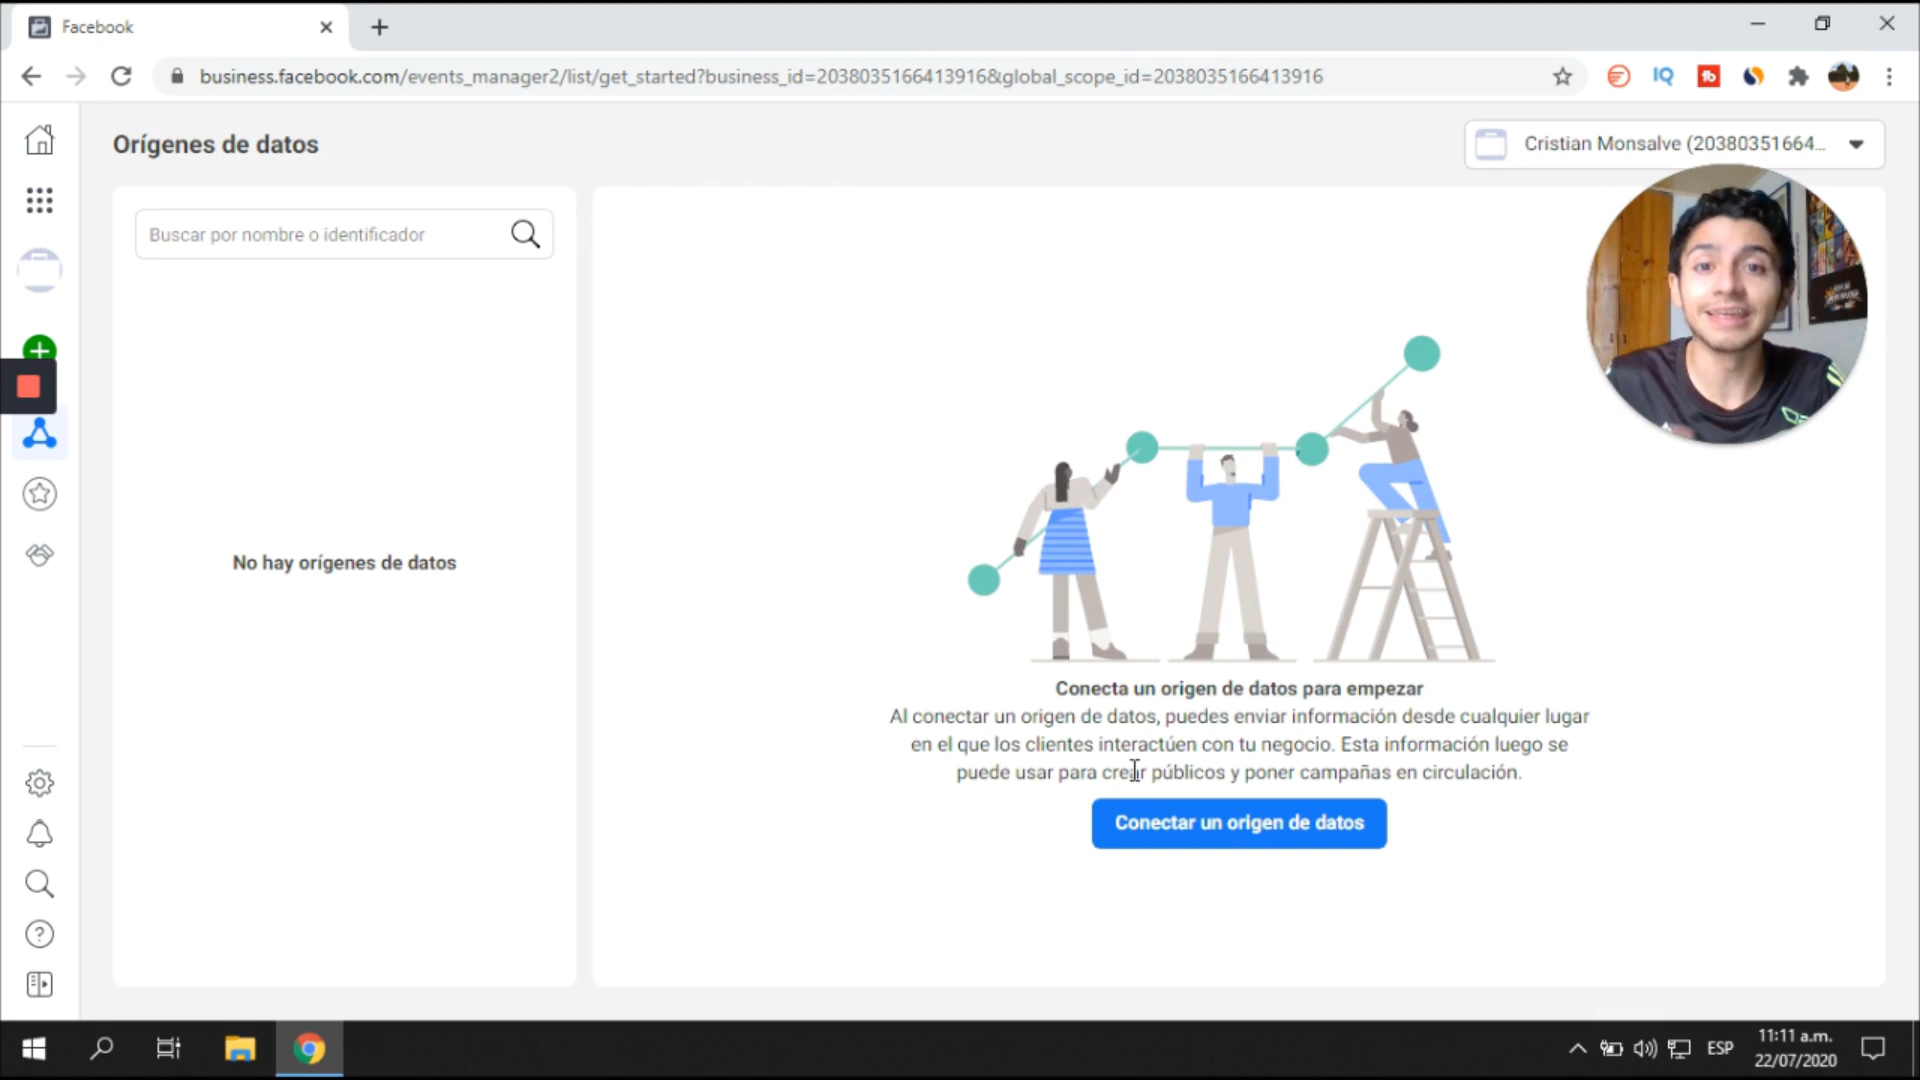 Facebook
business.facebook.com/events_manager2/list/get_started?business_id=2038035166413916&global_scope_id=2038035166413916
IQ
tb
Orígenes de datos
Cristian Monsalve (20380351664...
Buscar por nombre o identificador
No hay orígenes de datos
Conecta un origen de datos para empezar
Al conectar un origen de datos, puedes enviar información desde cualquier lugar
en el que los clientes interactúen con tu negocio. Esta información luego se
puede usar para crear públicos y poner campañas en circulación.
Conectar un origen de datos
ESP
11:11 a.m.
22/07/2020